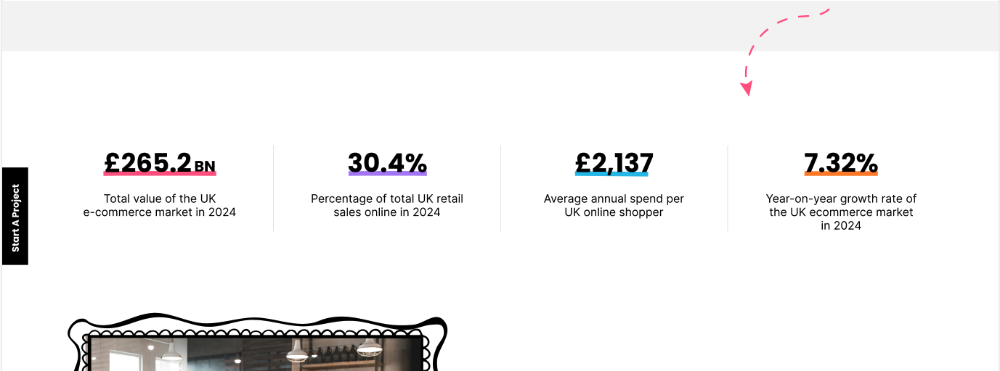 £265.2 BN
Total value of the UK
e-commerce market in 2024
30.4%
Percentage of total UK retail
sales online in 2024
£2,137
Average annual spend per
UK online shopper
7.32%
Year-on-year growth rate of
the UK ecommerce market
in 2024
Start A Project